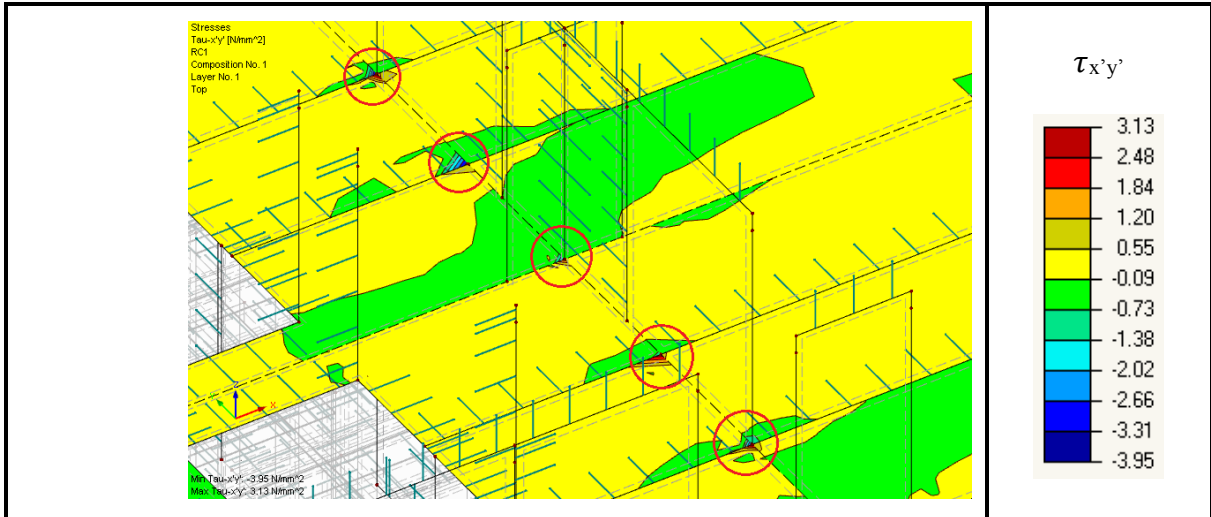 Stresses
Tau-x'y' [N/mm^2]
RC1
Composition No. 1
Layer No. 1
Top
τx'y'
3.13
2.48
1.84
1.20
0.55
-0.09
-0.73
-1.38
-2.02
-2.66
-3.31
-3.95
Z
X
Min Tau-x'y': -3.95 N/mm^2
Max Tau-x'y': 3.13 N/mm^2